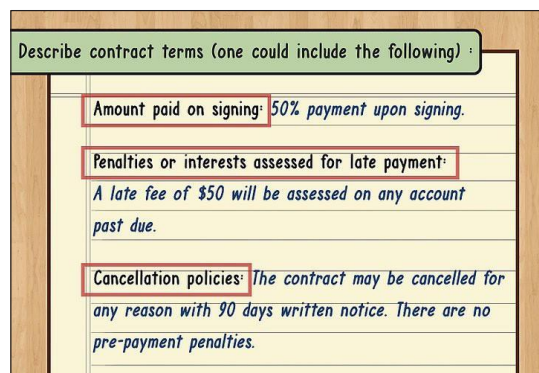 Describe contract terms (one could include the following) :
Amount paid on signing: 50% payment upon signing.
Penalties or interests assessed for late payment:
A late fee of $50 will be assessed on any account
past due.
Cancellation policies: The contract may be cancelled for
any reason with 90 days written notice. There are no
pre-payment penalties.